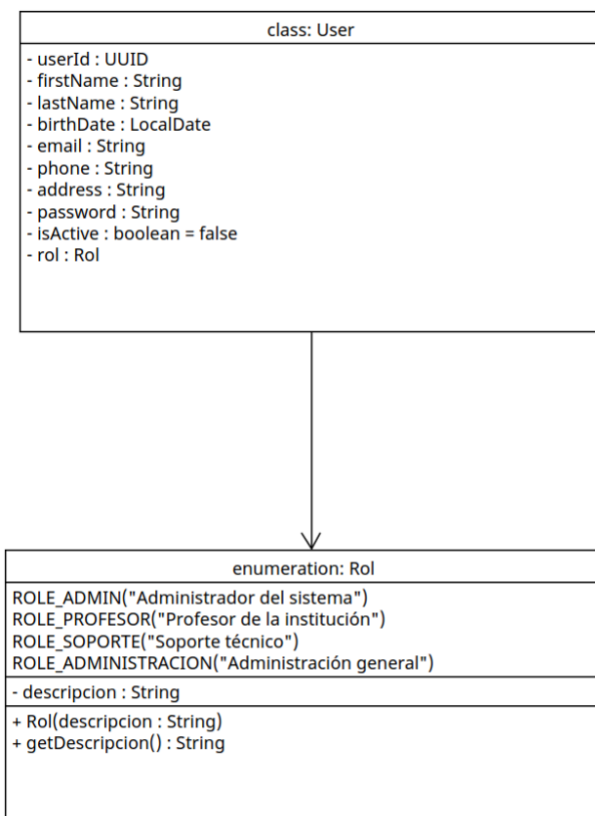 class: User
- userId : UUID
- firstName : String
- lastName : String
- birthDate : LocalDate
- email : String
- phone : String
- address : String
- password : String
- isActive : boolean = false
- rol : Rol
enumeration: Rol
ROLE_ADMIN("Administrador del sistema")
ROLE_PROFESOR("Profesor de la institución")
ROLE_SOPORTE("Soporte técnico")
ROLE_ADMINISTRACION("Administración general")
- descripcion : String
+ Rol(descripcion : String)
+ getDescripcion() : String